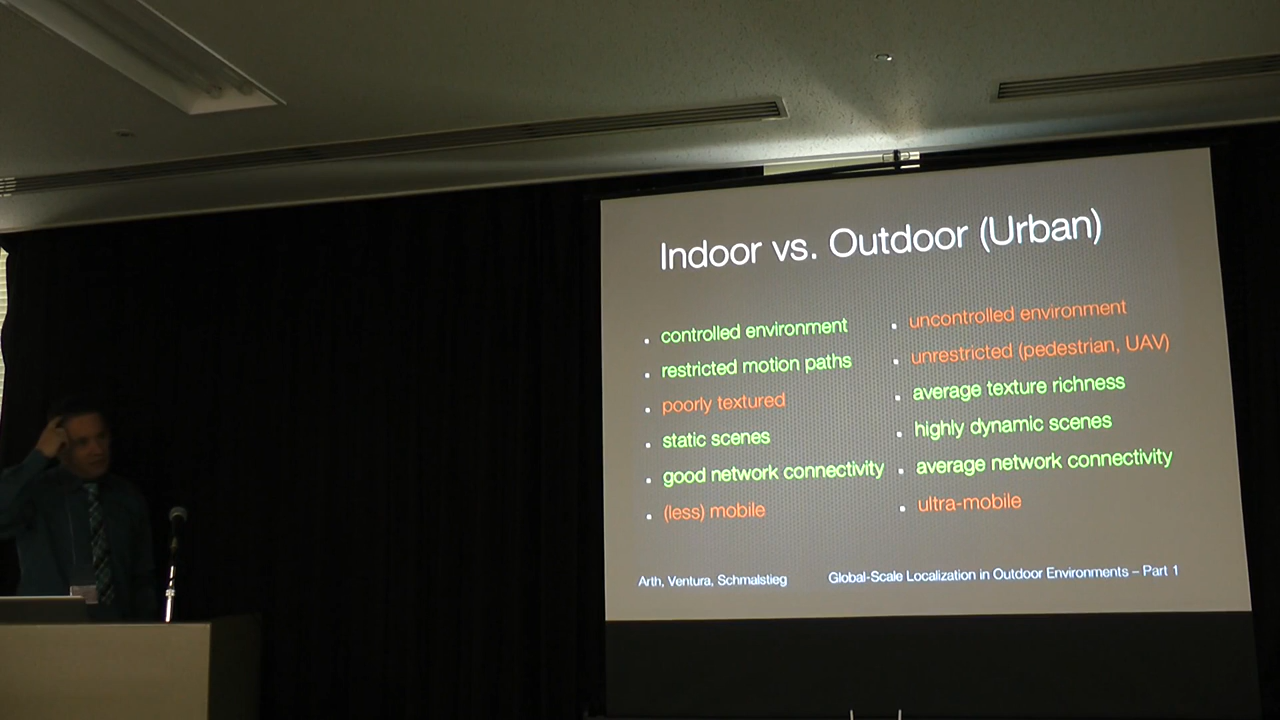 Indoor vs. Outdoor (Urban)
controlled environment
restricted motion paths
poorly textured
static scenes
good network connectivity
(less) mobile
uncontrolled environment
unrestricted (pedestrian, UAV)
average texture richness
highly dynamic scenes
average network connectivity
ultra-mobile
Arth, Ventura, Schmalstieg
Global-Scale Localization in Outdoor Environments – Part 1